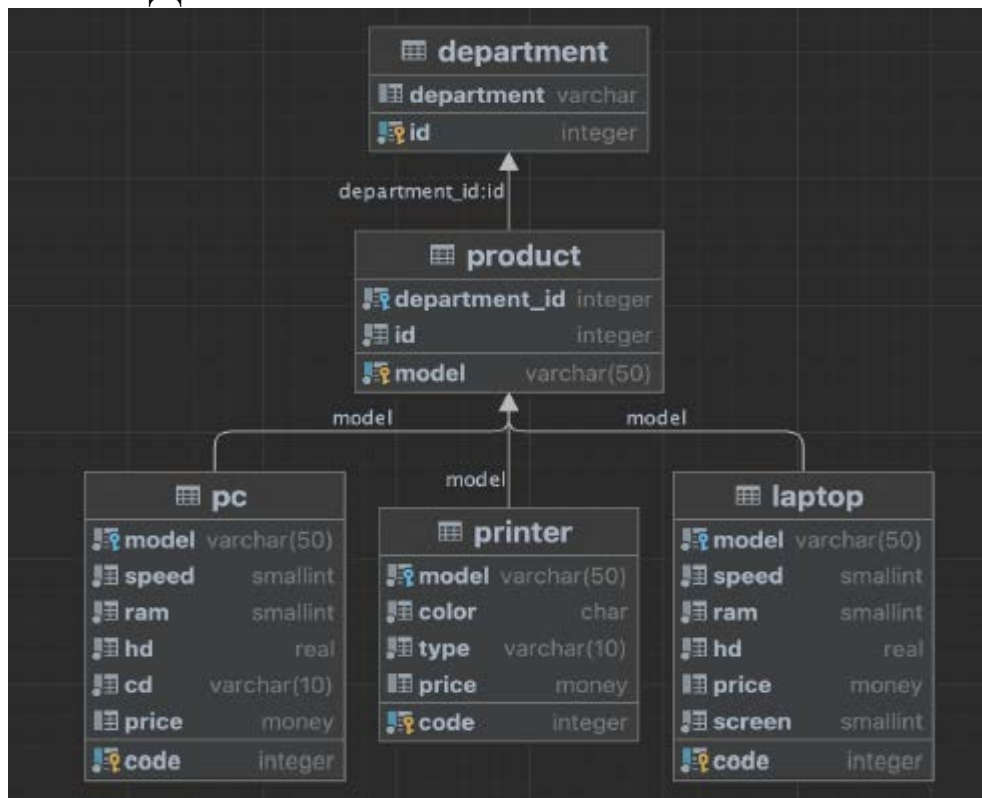 department
department varchar
id integer
department_id:id
product
department_id integer
id integer
model varchar(50)
model
model
model
pc
model varchar(50)
speed smallint
ram smallint
hd real
cd varchar(10)
price money
code integer
printer
model varchar(50)
color char
type varchar(10)
price money
code integer
laptop
model varchar(50)
speed smallint
ram smallint
hd real
price money
screen smallint
code integer